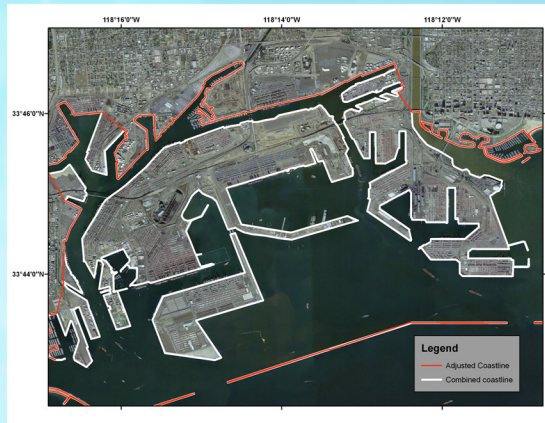 118°16'0"W 118°14'0"W 118°12'0"W
33°46'0"N
33°44'0"N
Legend
Adjusted Coastline
Combined coastline